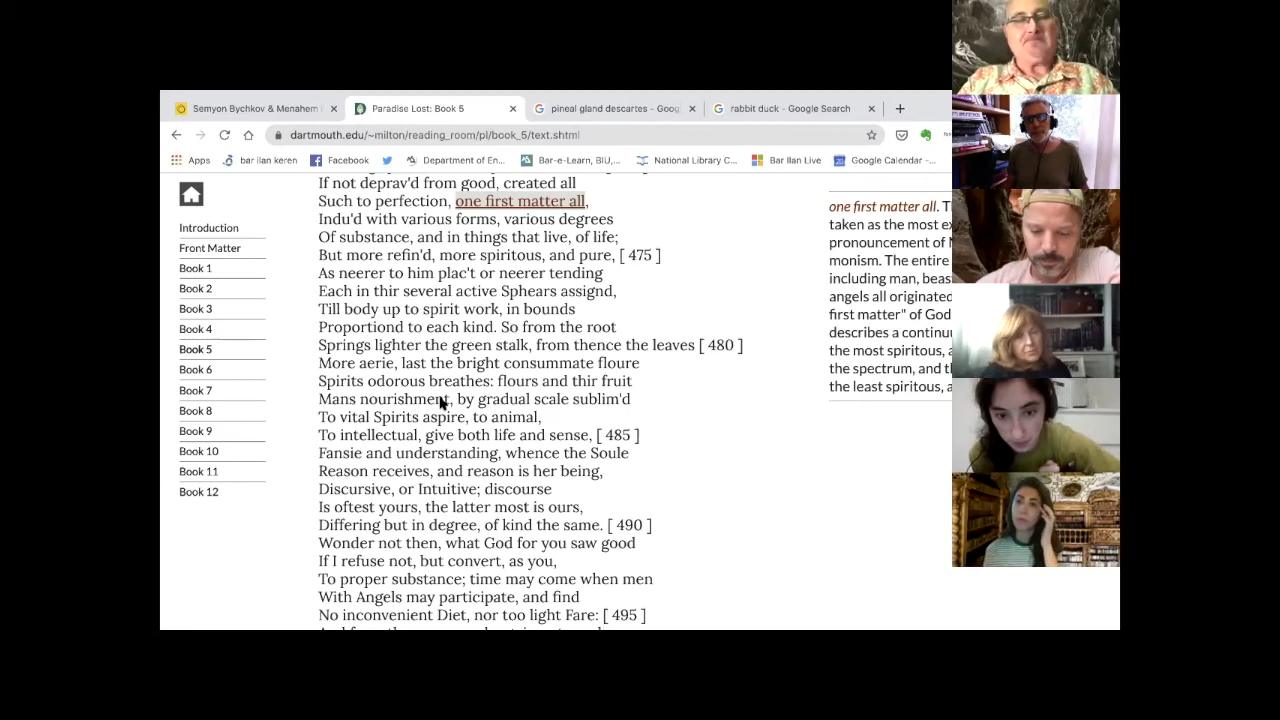 Semyon Bychkov & Menahem
Paradise Lost: Book 5
pineal gland descartes - Goog
rabbit duck - Google Search
dartmouth.edu/~milton/reading_room/pl/book_5/text.shtml
Apps
bar ilan keren
Facebook
Department of En...
Bar-e-Learn, BIU,...
National Library C...
Bar Ilan Live
Google Calendar -...
Introduction
Front Matter
Book 1
Book 2
Book 3
Book 4
Book 5
Book 6
Book 7
Book 8
Book 9
Book 10
Book 11
Book 12
If not deprav'd from good, created all
Such to perfection, one first matter all,
Indu'd with various forms, various degrees
Of substance, and in things that live, of life;
But more refin'd, more spiritous, and pure, [ 475 ]
As neerer to him plac't or neerer tending
Each in thir several active Sphears assignd,
Till body up to spirit work, in bounds
Proportiond to each kind. So from the root
Springs lighter the green stalk, from thence the leaves [ 480 ]
More aerie, last the bright consummate floure
Spirits odorous breathes: flours and thir fruit
Mans nourishment, by gradual scale sublim'd
To vital Spirits aspire, to animal,
To intellectual, give both life and sense, [ 485 ]
Fansie and understanding, whence the Soule
Reason receives, and reason is her being,
Discursive, or Intuitive; discourse
Is oftest yours, the latter most is ours,
Differing but in degree, of kind the same. [ 490 ]
Wonder not then, what God for you saw good
If I refuse not, but convert, as you,
To proper substance; time may come when men
With Angels may participate, and find
No inconvenient Diet, nor too light Fare: [ 495 ]
one first matter all. T
taken as the most ex
pronouncement of M
monism. The entire
including man, beas
angels all originated
first matter" of God
describes a continu
the most spiritous, a
the spectrum, and th
the least spiritous, a